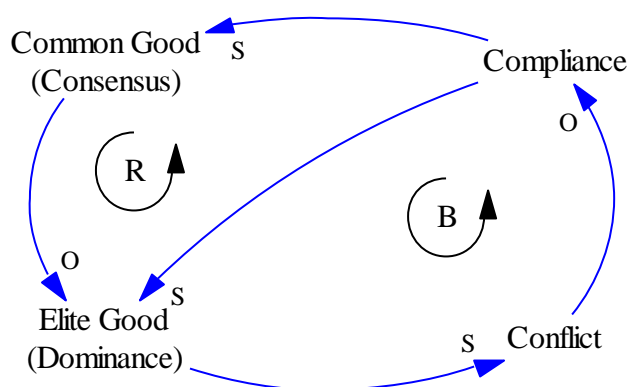 Common Good
(Consensus)
S
Compliance
O
R
B
O
S
Elite Good
(Dominance)
S
Conflict